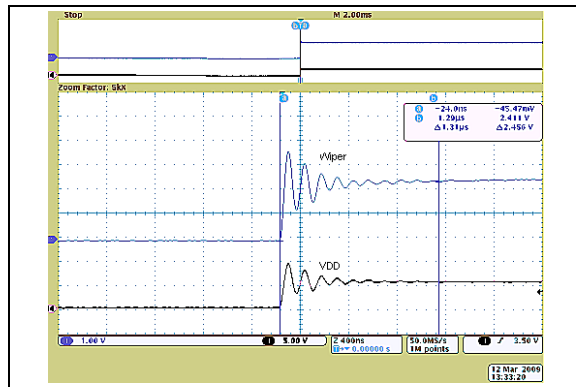 Stop M 2.00ms
Zoom Factor: 5kX
a -24.0ns -45.47mV
b 1.29µs 2.411 V
Δ1.31µs Δ2.456 V
Wiper
VDD
1.00 V 1 5.00 V Z 400ns 50.0MS/s 1 3.50 V
0.00000 s 1M points
12 Mar 2009
13:33:20